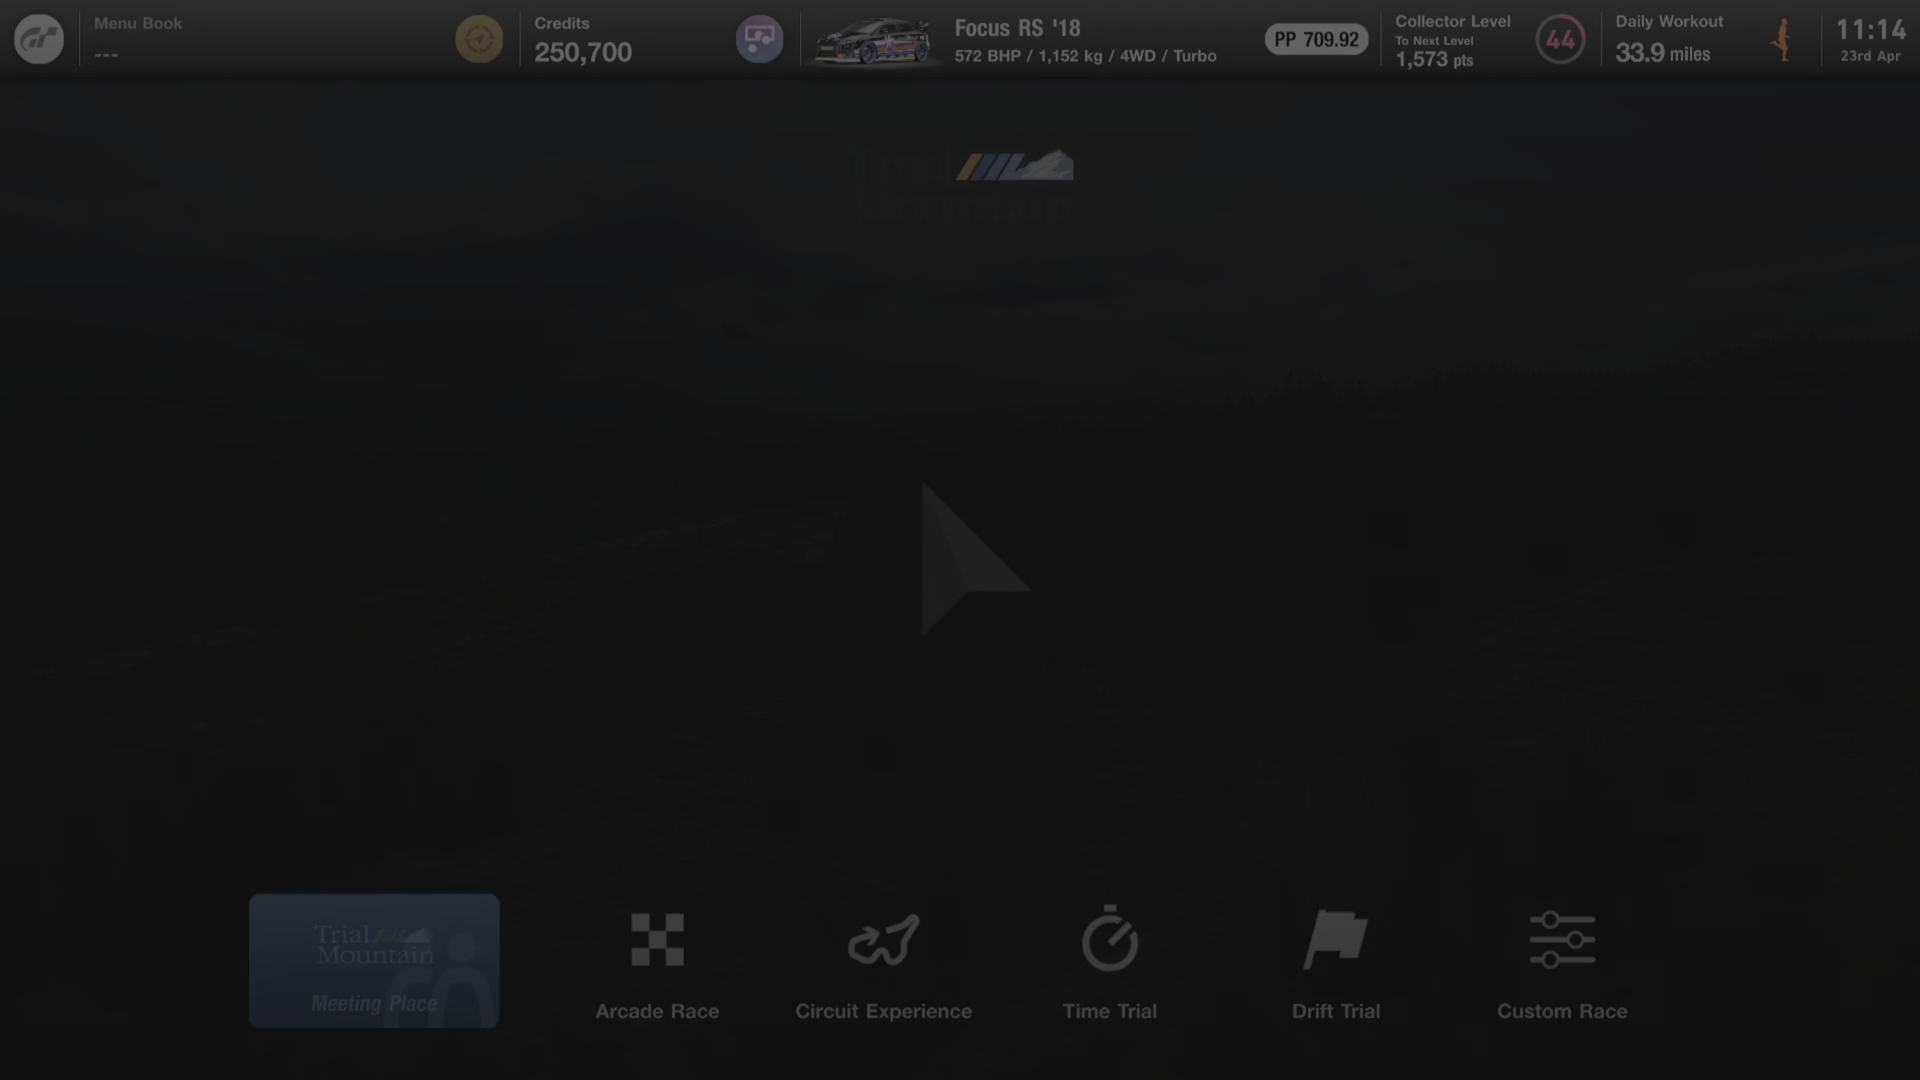 Menu Book
---
Credits
250,700
Focus RS '18
572 BHP / 1,152 kg / 4WD / Turbo
PP 709.92
Collector Level
To Next Level
1,573 pts
44
Daily Workout
33.9 miles
11:14
23rd Apr
Trial
Mountain
Trial
Mountain
Meeting Place
Arcade Race
Circuit Experience
Time Trial
Drift Trial
Custom Race